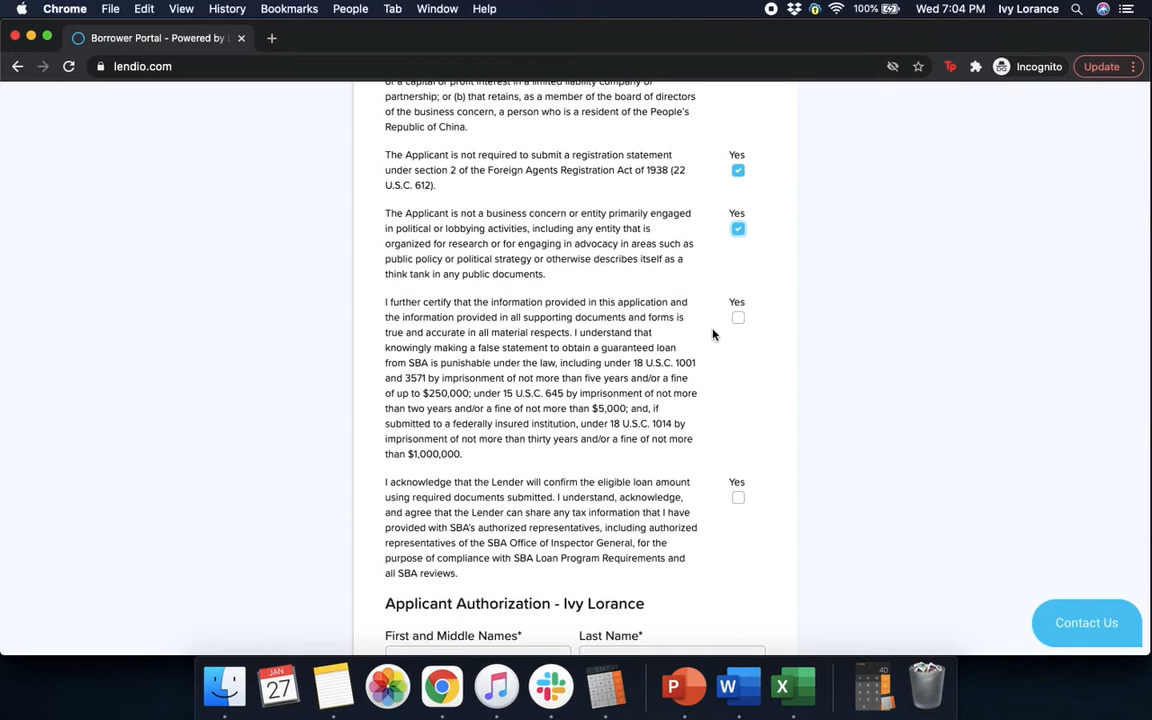 Chrome File Edit View History Bookmarks People Tab Window Help 100% Wed 7:04 PM Ivy Lorance
Borrower Portal - Powered by
lendio.com Incognito Update
partnership; or (b) that retains, as a member of the board of directors
of the business concern, a person who is a resident of the People's
Republic of China.
The Applicant is not required to submit a registration statement Yes
under section 2 of the Foreign Agents Registration Act of 1938 (22
U.S.C. 612).
The Applicant is not a business concern or entity primarily engaged Yes
in political or lobbying activities, including any entity that is
organized for research or for engaging in advocacy in areas such as
public policy or political strategy or otherwise describes itself as a
think tank in any public documents.
I further certify that the information provided in this application and Yes
the information provided in all supporting documents and forms is
true and accurate in all material respects. I understand that
knowingly making a false statement to obtain a guaranteed loan
from SBA is punishable under the law, including under 18 U.S.C. 1001
and 3571 by imprisonment of not more than five years and/or a fine
of up to $250,000; under 15 U.S.C. 645 by imprisonment of not more
than two years and/or a fine of not more than $5,000; and, if
submitted to a federally insured institution, under 18 U.S.C. 1014 by
imprisonment of not more than thirty years and/or a fine of not more
than $1,000,000.
I acknowledge that the Lender will confirm the eligible loan amount Yes
using required documents submitted. I understand, acknowledge,
and agree that the Lender can share any tax information that I have
provided with SBA's authorized representatives, including authorized
representatives of the SBA Office of Inspector General, for the
purpose of compliance with SBA Loan Program Requirements and
all SBA reviews.
Applicant Authorization - Ivy Lorance
First and Middle Names* Last Name*
Contact Us
JAN
27
P W X
40